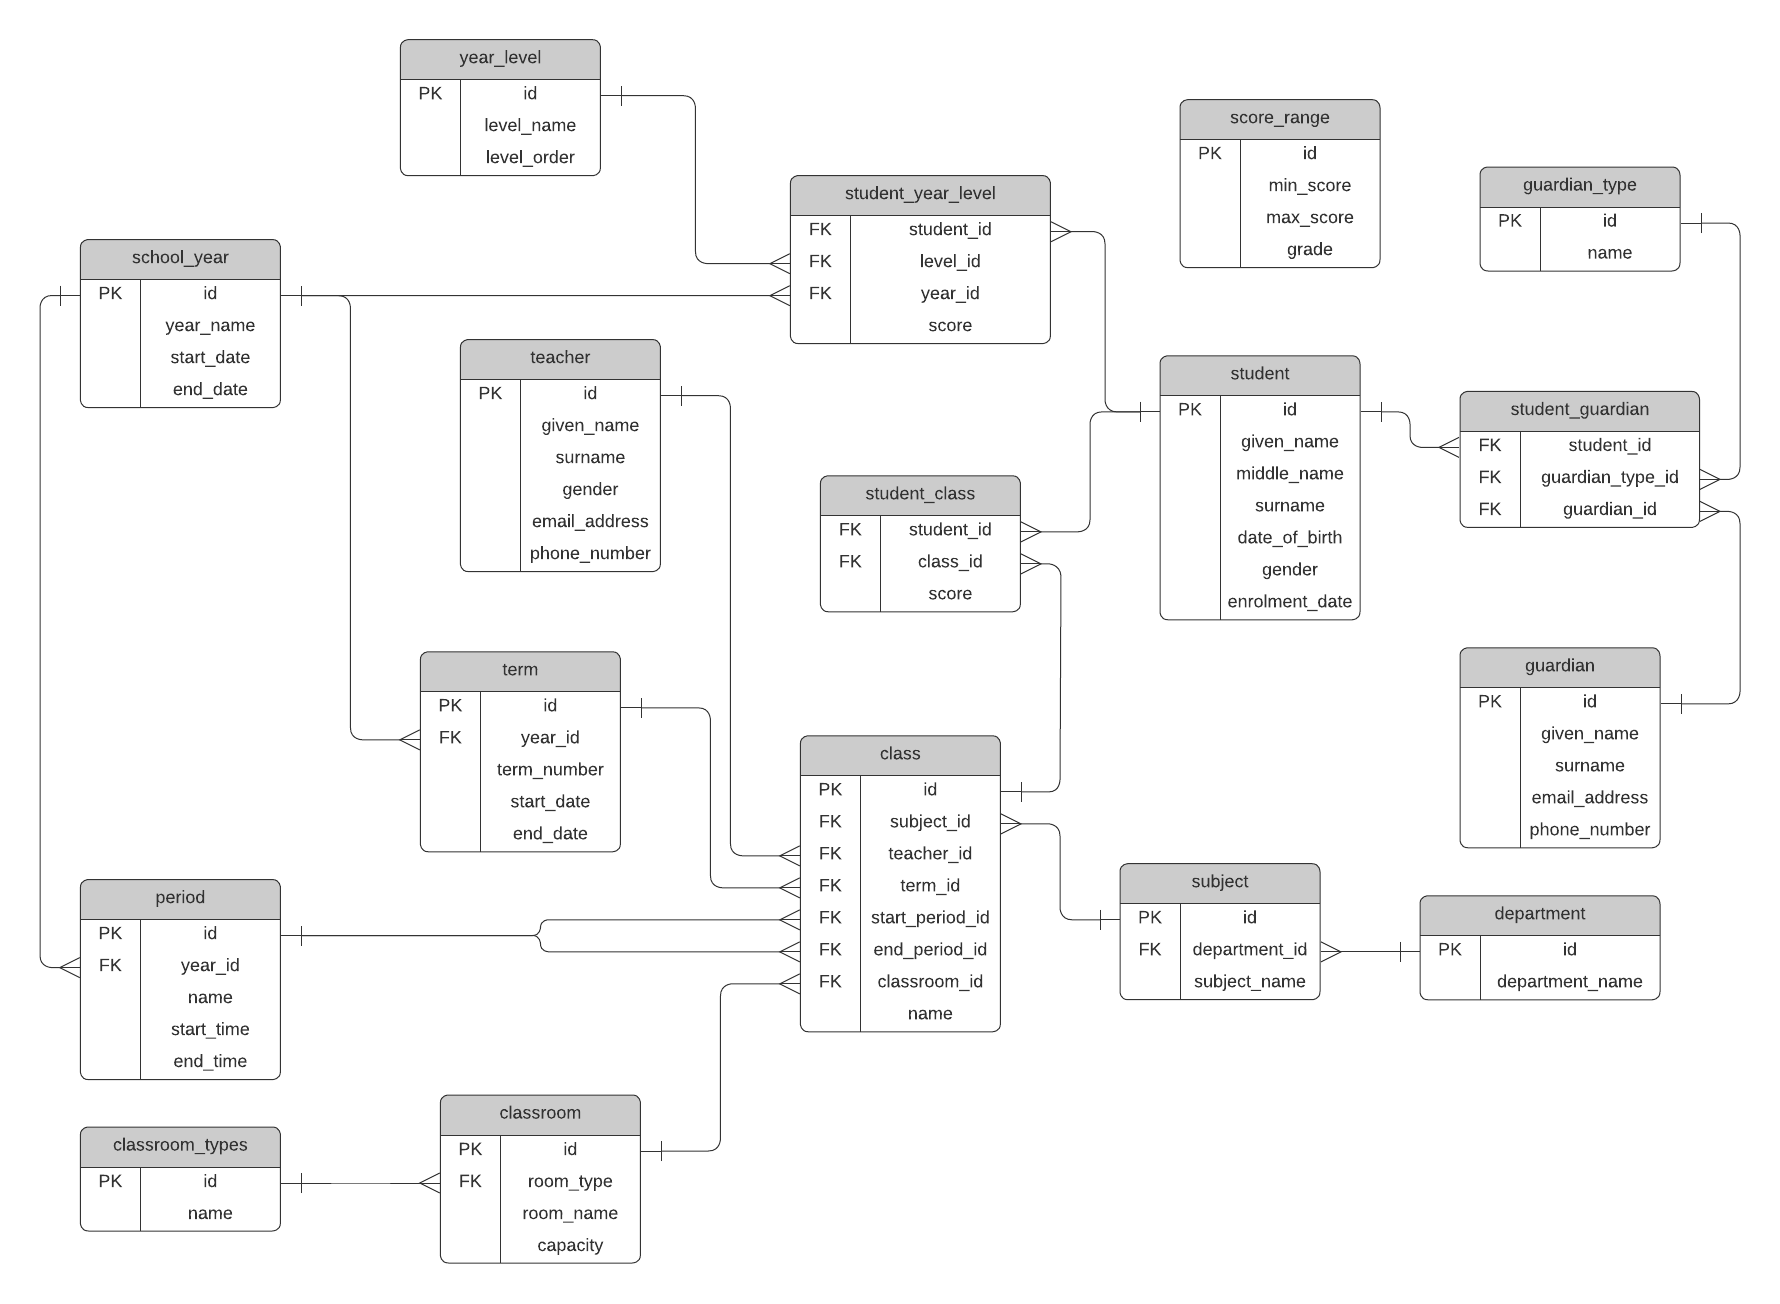 year_level
PK id
level_name
level_order
score_range
PK id
min_score
max_score
grade
guardian_type
PK id
name
student_year_level
FK student_id
FK level_id
FK year_id
score
school_year
PK id
year_name
start_date
end_date
teacher
PK id
given_name
surname
gender
email_address
phone_number
student
PK id
given_name
middle_name
surname
date_of_birth
gender
enrolment_date
student_guardian
FK student_id
FK guardian_type_id
FK guardian_id
student_class
FK student_id
FK class_id
score
term
PK id
FK year_id
term_number
start_date
end_date
guardian
PK id
given_name
surname
email_address
phone_number
class
PK id
FK subject_id
FK teacher_id
FK term_id
FK start_period_id
FK end_period_id
FK classroom_id
name
period
PK id
FK year_id
name
start_time
end_time
subject
PK id
FK department_id
subject_name
department
PK id
department_name
classroom_types
PK id
name
classroom
PK id
FK room_type
room_name
capacity